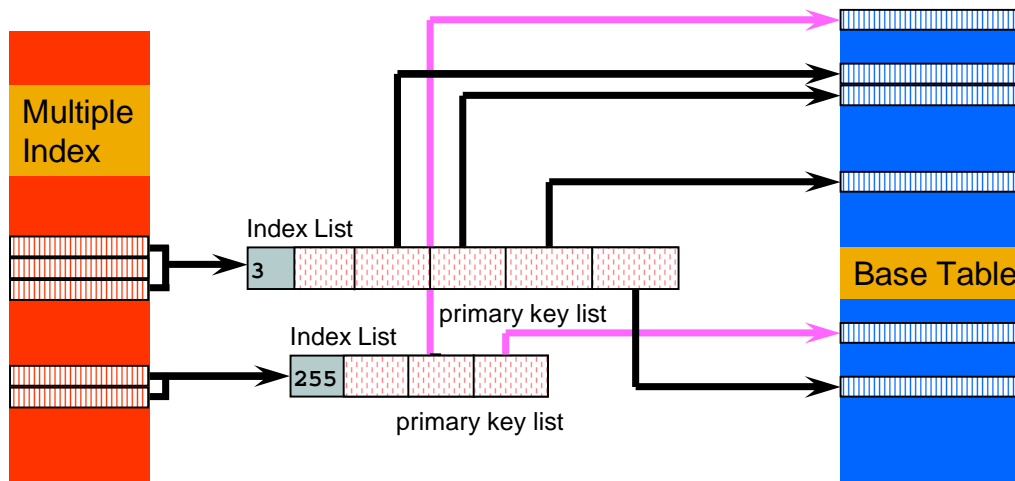 Multiple
Index
Index List
3
primary key list
Base Table
Index List
255
primary key list